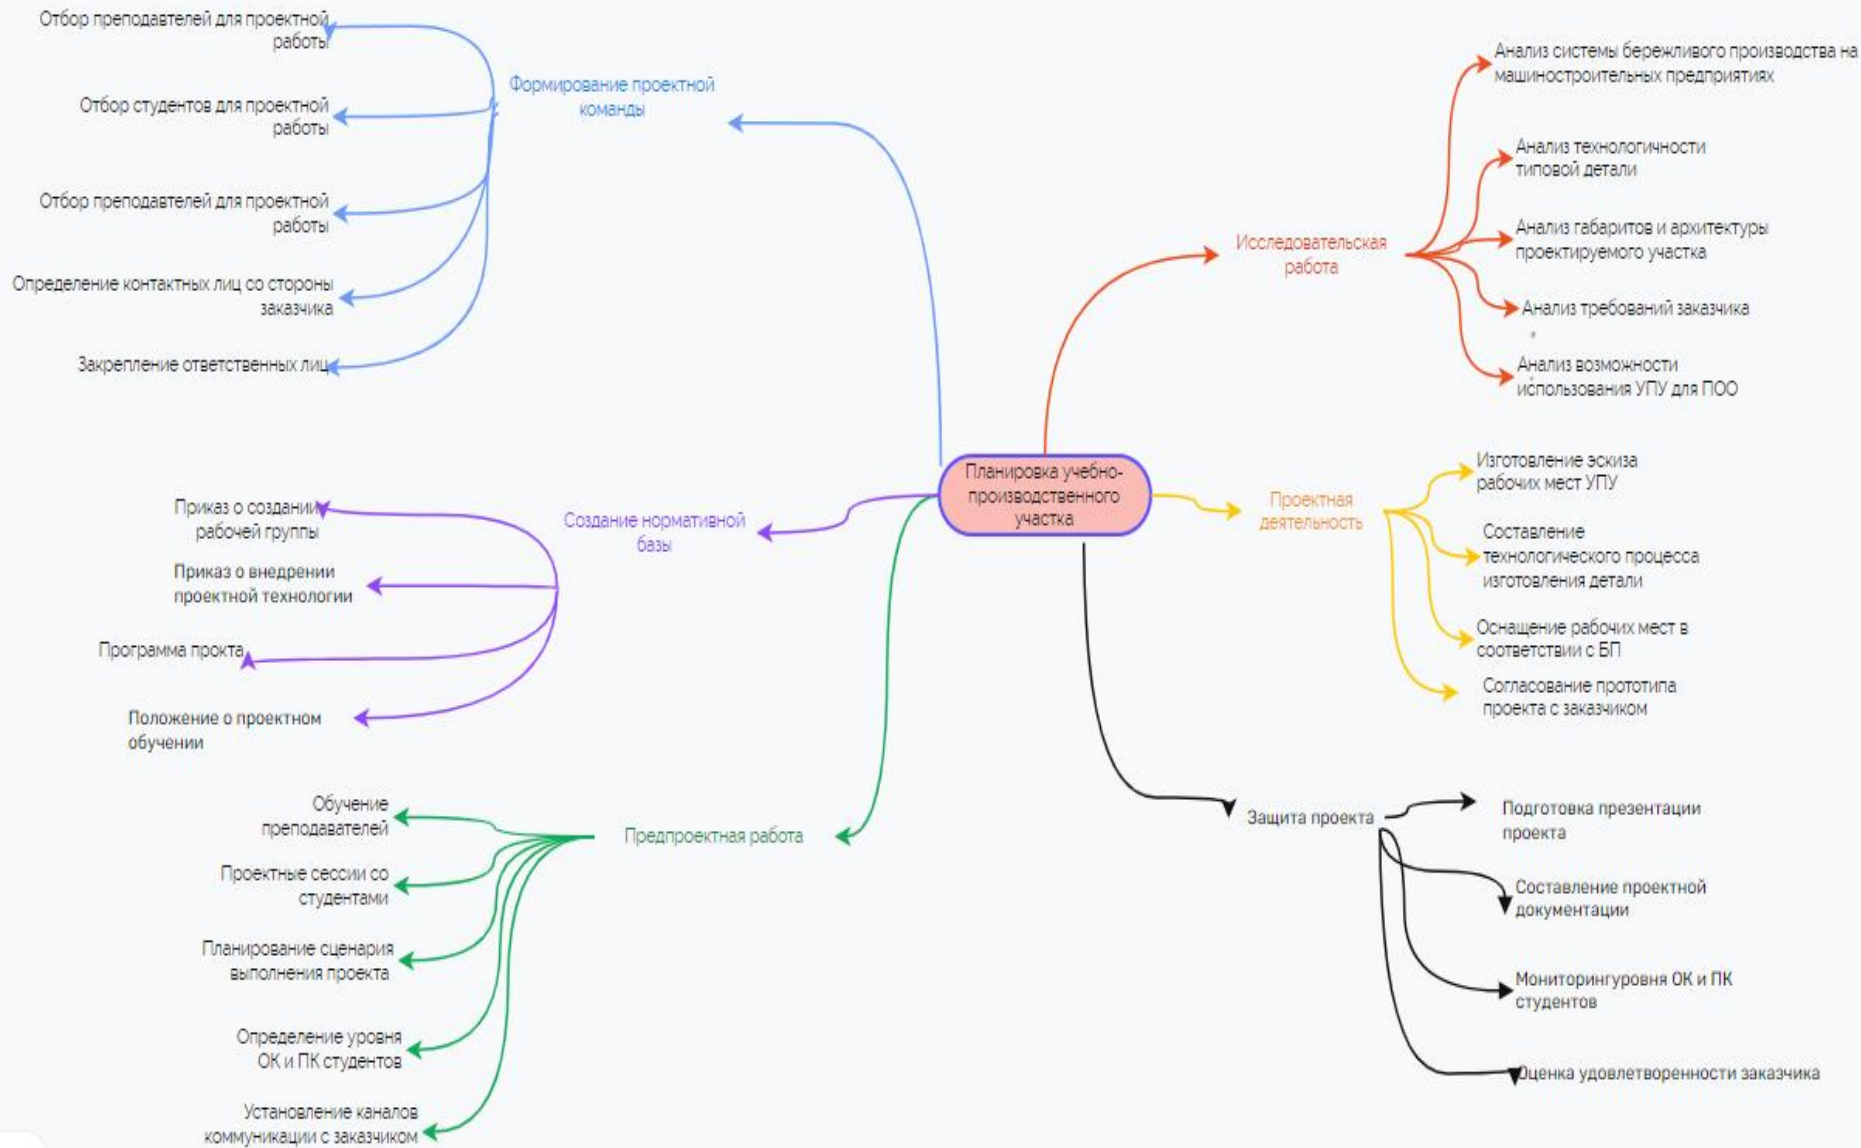 Отбор преподавателей для проектной
работы
Отбор студентов для проектной
работы
Отбор преподавтелей для проектной
работы
Определение контактных лиц со стороны
заказчика
Закрепление ответственных лиц
Формирование проектной
команды
Приказ о создании
рабочей группы
Приказ о внедрении
проектной технологии
Программа прокта
Положение о проектном
обучении
Создание нормативной
базы
Обучение
преподавателей
Проектные сессии со
студентами
Планирование сценария
выполнения проекта
Определение уровня
ОК и ПК студентов
Установление каналов
коммуникации с заказчиком
Предпроектная работа
Планировка учебно-
производственного
участка
Исследовательская
работа
Анализ системы бережливого производства на
машиностроительных предприятиях
Анализ технологичности
типовой детали
Анализ габаритов и архитектуры
проектируемого участка
Анализ требований заказчика
Анализ возможности
использования УПУ для ПОО
Проектная
деятельность
Изготовление эскиза
рабочих мест УПУ
Составление
технологического процесса
изготовления детали
Оснащение рабочих мест в
соответствии с БП
Согласование прототипа
проекта с заказчиком
Защита проекта
Подготовка презентации
проекта
Составление проектной
документации
Мониторингуровня ОК и ПК
студентов
Оценка удовлетворенности заказчика